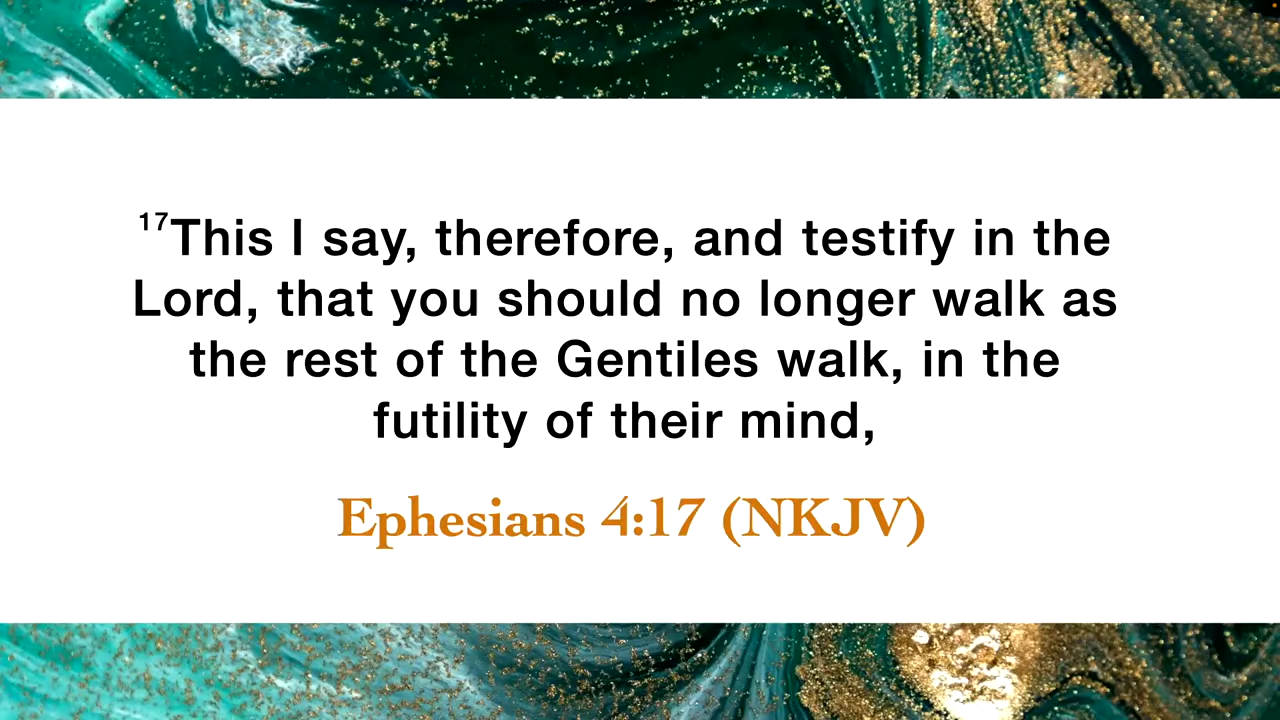 17This I say, therefore, and testify in the
Lord, that you should no longer walk as
the rest of the Gentiles walk, in the
futility of their mind,
Ephesians 4:17 (NKJV)